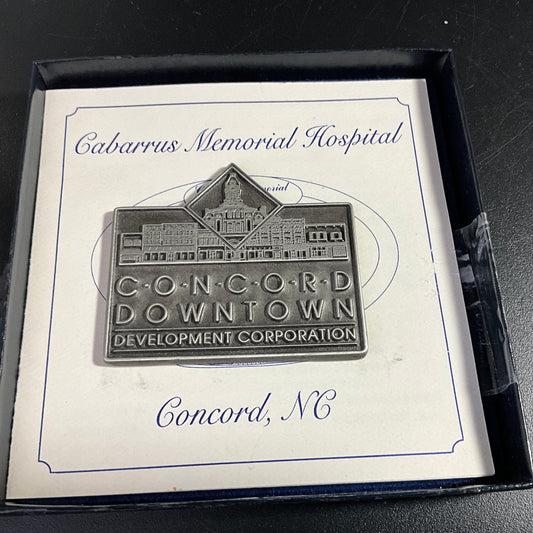 Cabarrus Memorial Hospital
C·O·N·C·O·R·D
DOWNTOWN
DEVELOPMENT CORPORATION
Concord, NC